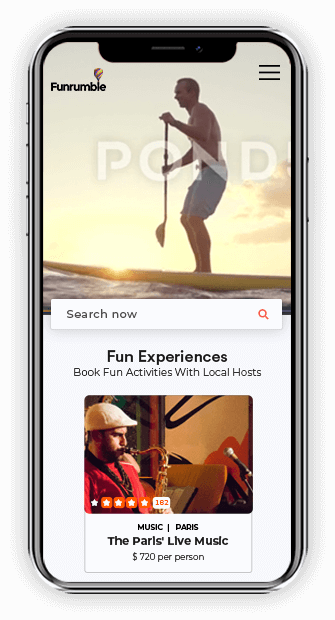 Funrumble
POND
Search now
Fun Experiences
Book Fun Activities With Local Hosts
182
MUSIC | PARIS
The Paris' Live Music
$ 720 per person